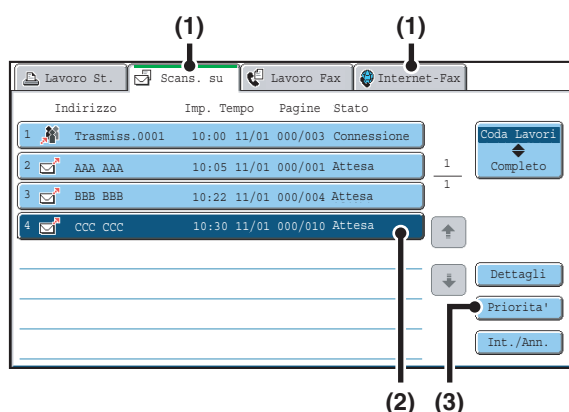 (1) (1)
Lavoro St. Scans. su Lavoro Fax Internet-Fax
Indirizzo Imp. Tempo Pagine Stato
1 Trasmiss.0001 10:00 11/01 000/003 Connessione
Coda Lavori
Completo
2 AAA AAA 10:05 11/01 000/001 Attesa
1
1
3 BBB BBB 10:22 11/01 000/004 Attesa
4 CCC CCC 10:30 11/01 000/010 Attesa
Dettagli
Priorita'
Int./Ann.
(2) (3)